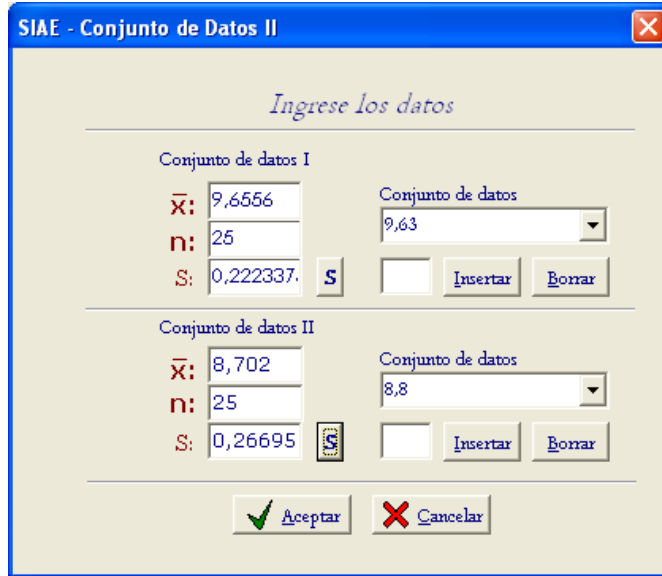 SIAE - Conjunto de Datos II
Ingrese los datos
Conjunto de datos I
x̄: 9,6556
n: 25
S: 0,222337. S
Conjunto de datos
9,63
Insertar Borrar
Conjunto de datos II
x̄: 8,702
n: 25
S: 0,26695 S
Conjunto de datos
8,8
Insertar Borrar
Aceptar Cancelar